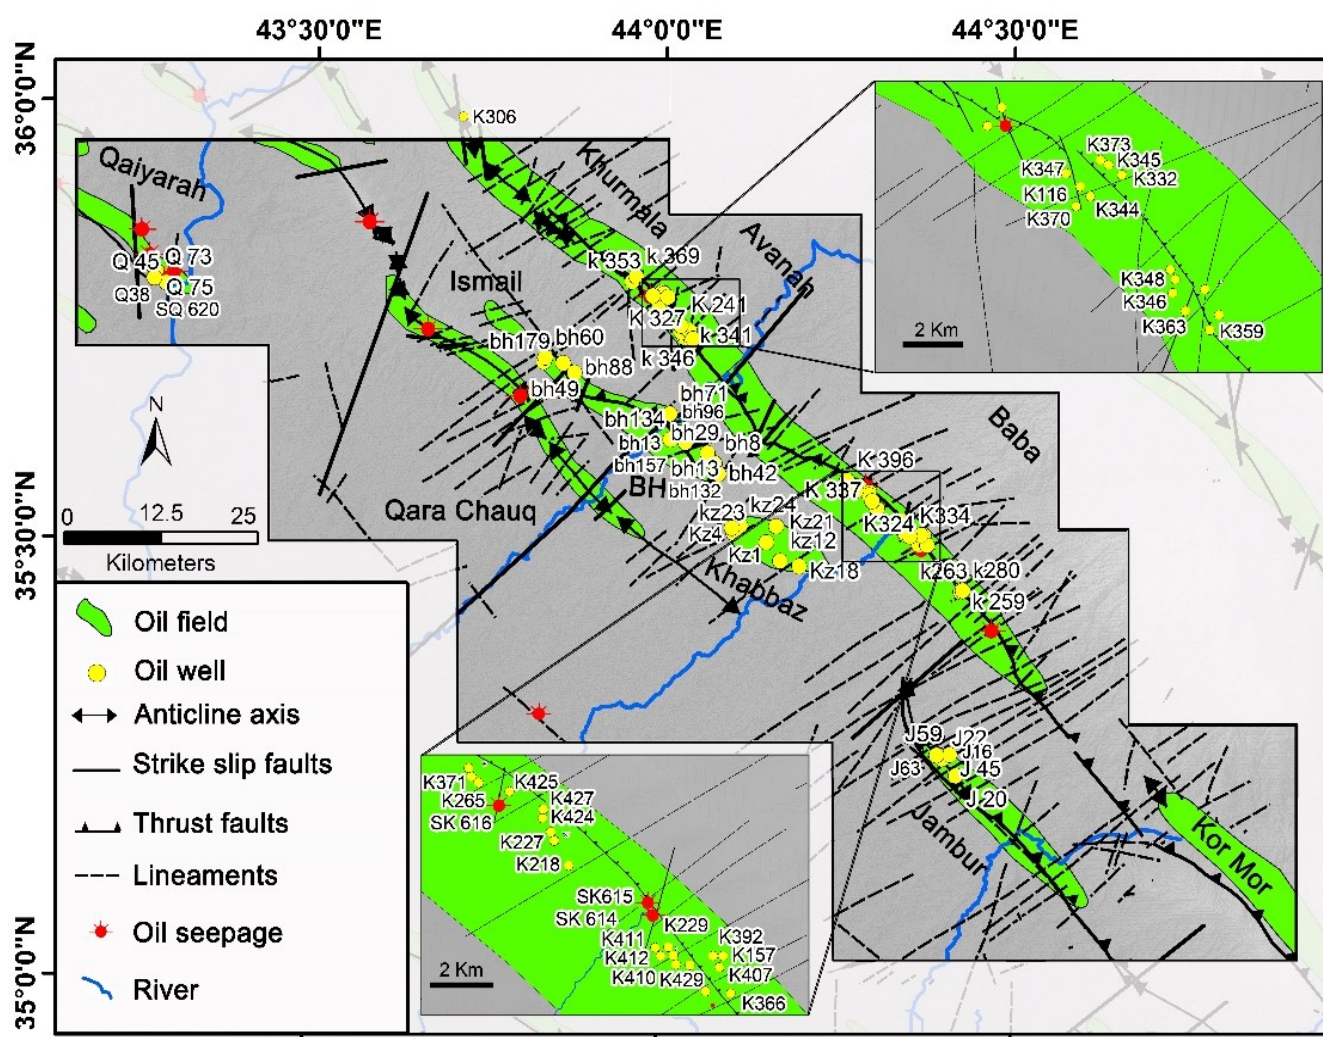 43°30'0"E
44°0'0"E
44°30'0"E
36°0'0"N
35°30'0"N
35°0'0"N
K306
Qaiyarah
Khurmala
Avanah
Ismail
Baba
Qara Chauq
BH
Khabbaz
Jambur
Kor Mor
Q 45
Q 73
Q38
Q 75
SQ 620
k 353
k 369
K 241
K 327
k 341
k 346
bh179
bh60
bh88
bh49
bh71
bh96
bh134
bh29
bh13
bh8
bh157
bh13
bh42
bh132
kz23
kz24
Kz4
Kz21
kz12
Kz1
Kz18
K 396
K 337
K324
K334
k263
k280
k 259
J59
J22
J16
J63
J 45
J 20
K373
K345
K347
K332
K116
K344
K370
K348
K346
K363
K359
2 Km
K371
K425
K265
K427
SK 616
K424
K227
K218
SK615
SK 614
K229
K411
K392
K412
K157
K410
K429
K407
K366
2 Km
N
0 12.5 25
Kilometers
Oil field
Oil well
Anticline axis
Strike slip faults
Thrust faults
Lineaments
Oil seepage
River